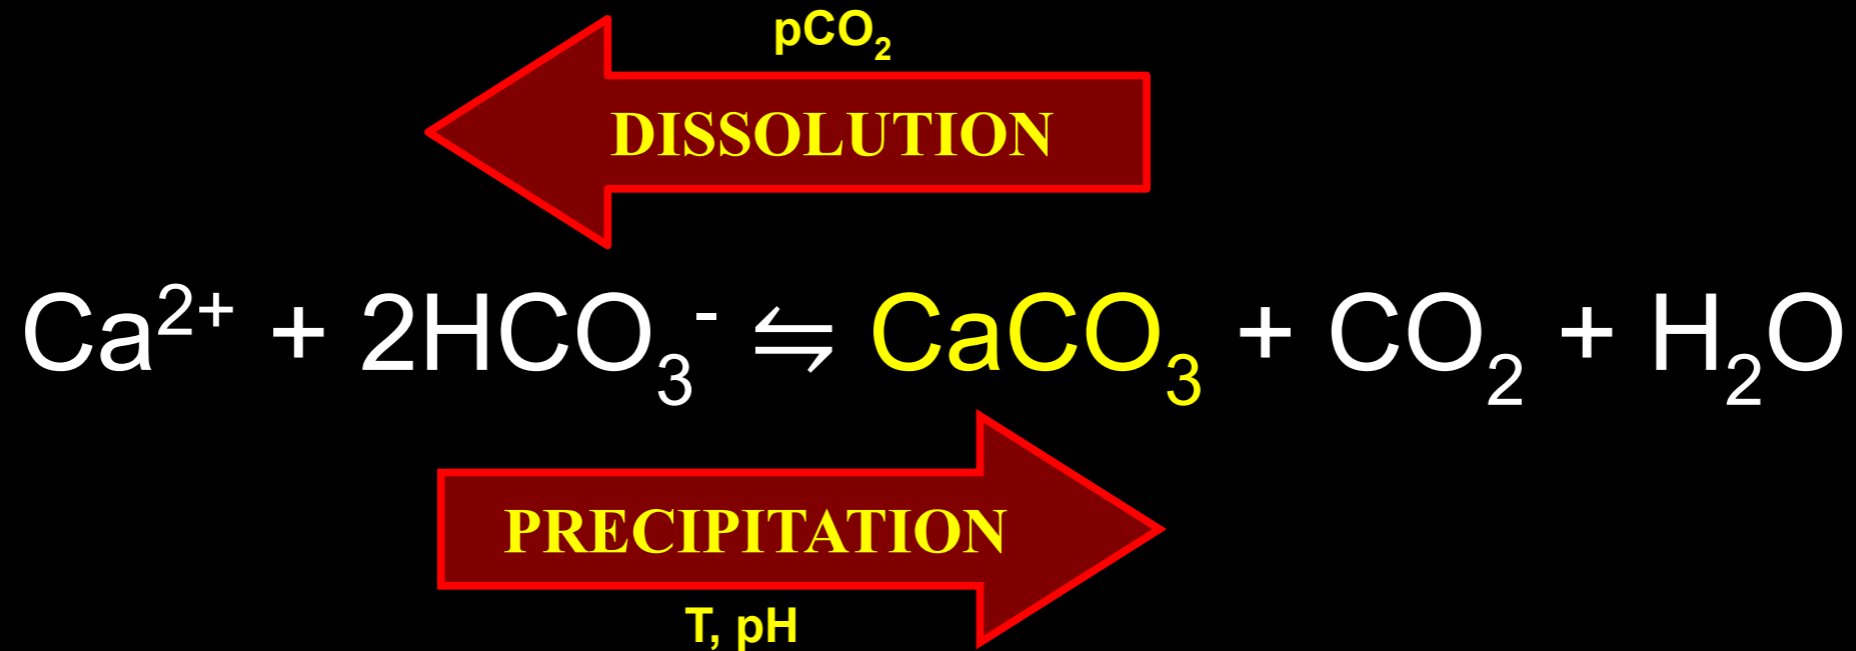 pCO₂
DISSOLUTION
Ca²⁺ + 2HCO₃⁻ ⇋ CaCO₃ + CO₂ + H₂O
PRECIPITATION
T, pH